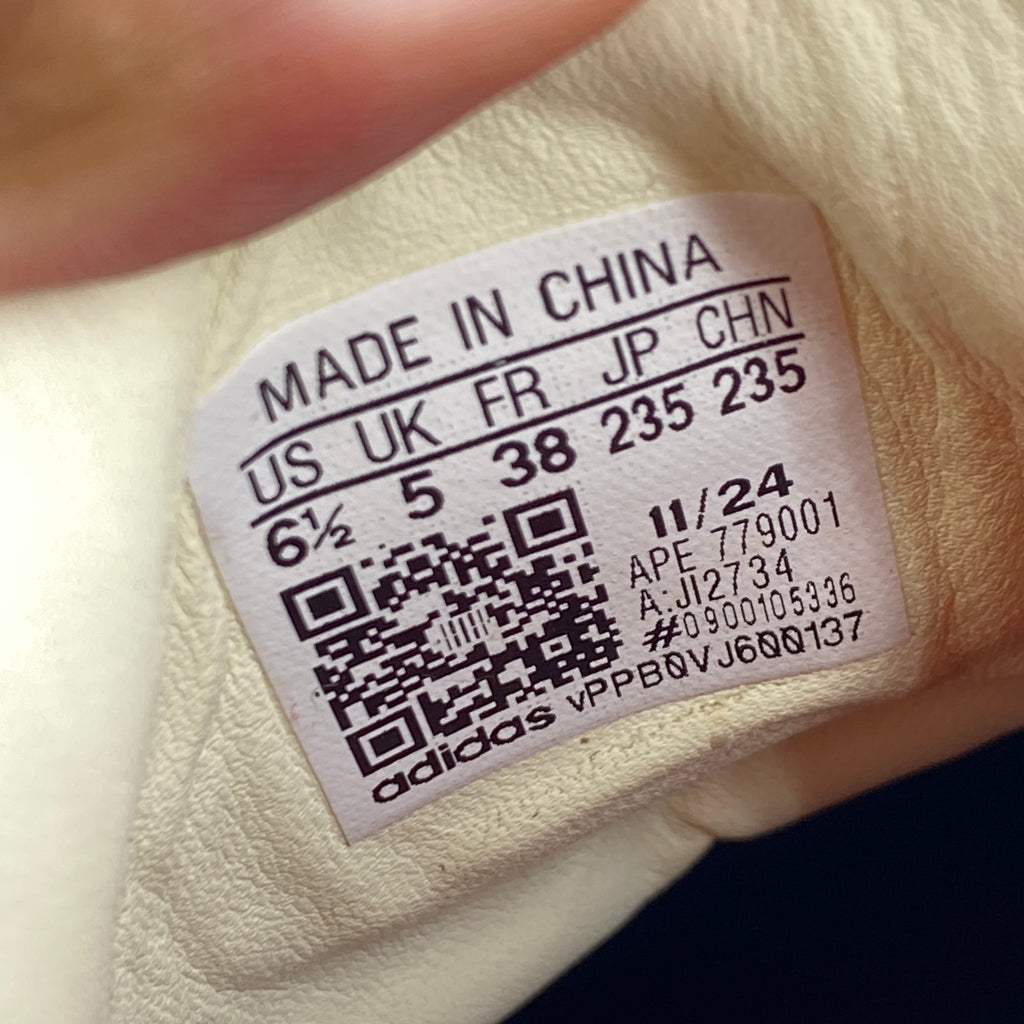 MADE IN CHINA
US UK FR JP CHN
6½ 5 38 235 235
11/24
APE 779001
A:JI2734
#0900105336
adidas vPPB0VJ600137